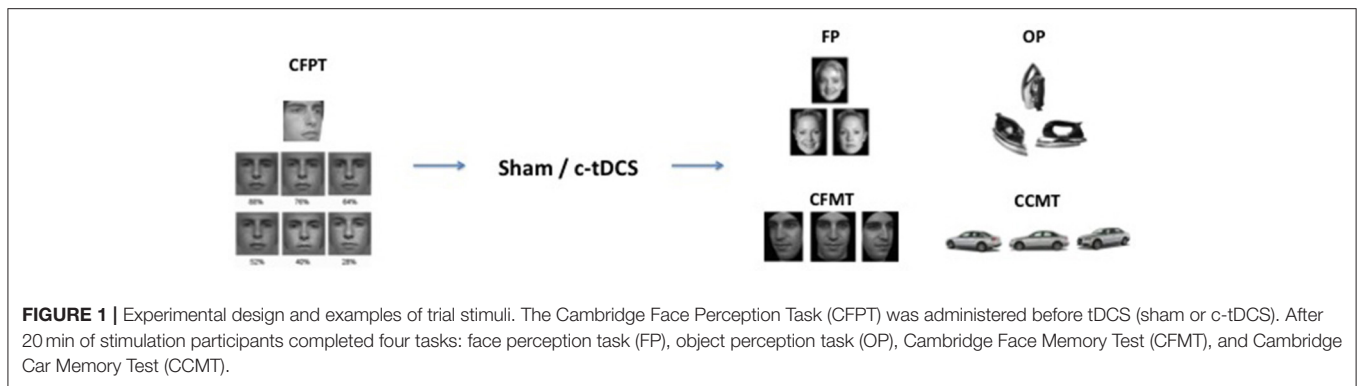 CFPT
88% 76% 64%
52% 40% 28%
Sham / c-tDCS
FP OP
CFMT CCMT
FIGURE 1 | Experimental design and examples of trial stimuli. The Cambridge Face Perception Task (CFPT) was administered before tDCS (sham or c-tDCS). After
20 min of stimulation participants completed four tasks: face perception task (FP), object perception task (OP), Cambridge Face Memory Test (CFMT), and Cambridge
Car Memory Test (CCMT).